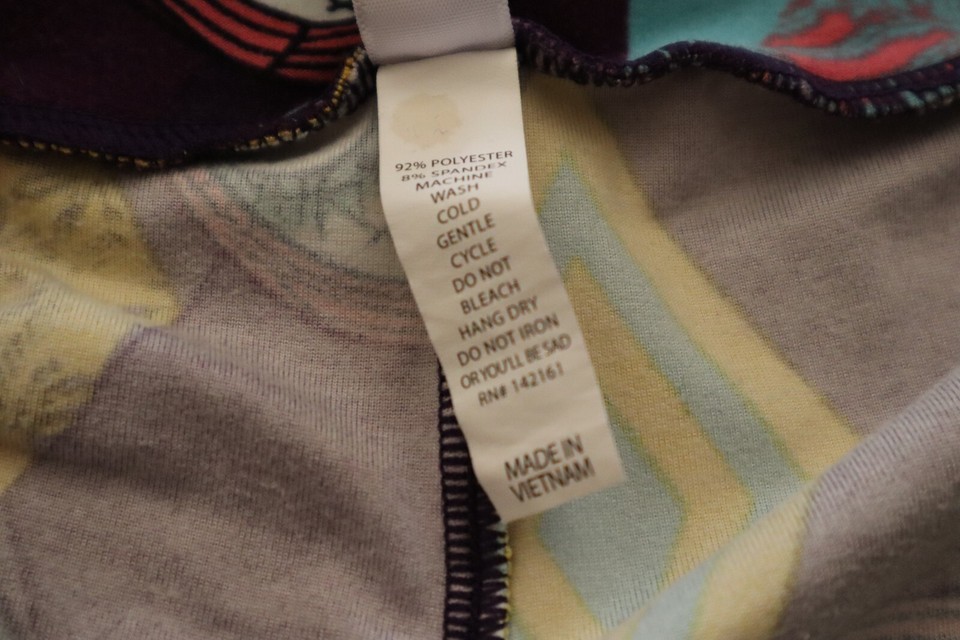 92% POLYESTER
8% SPANDEX
MACHINE
WASH
COLD
GENTLE
CYCLE
DO NOT
BLEACH
HANG DRY
DO NOT IRON
OR YOU'LL BE SAD
RN# 142161
MADE IN
VIETNAM